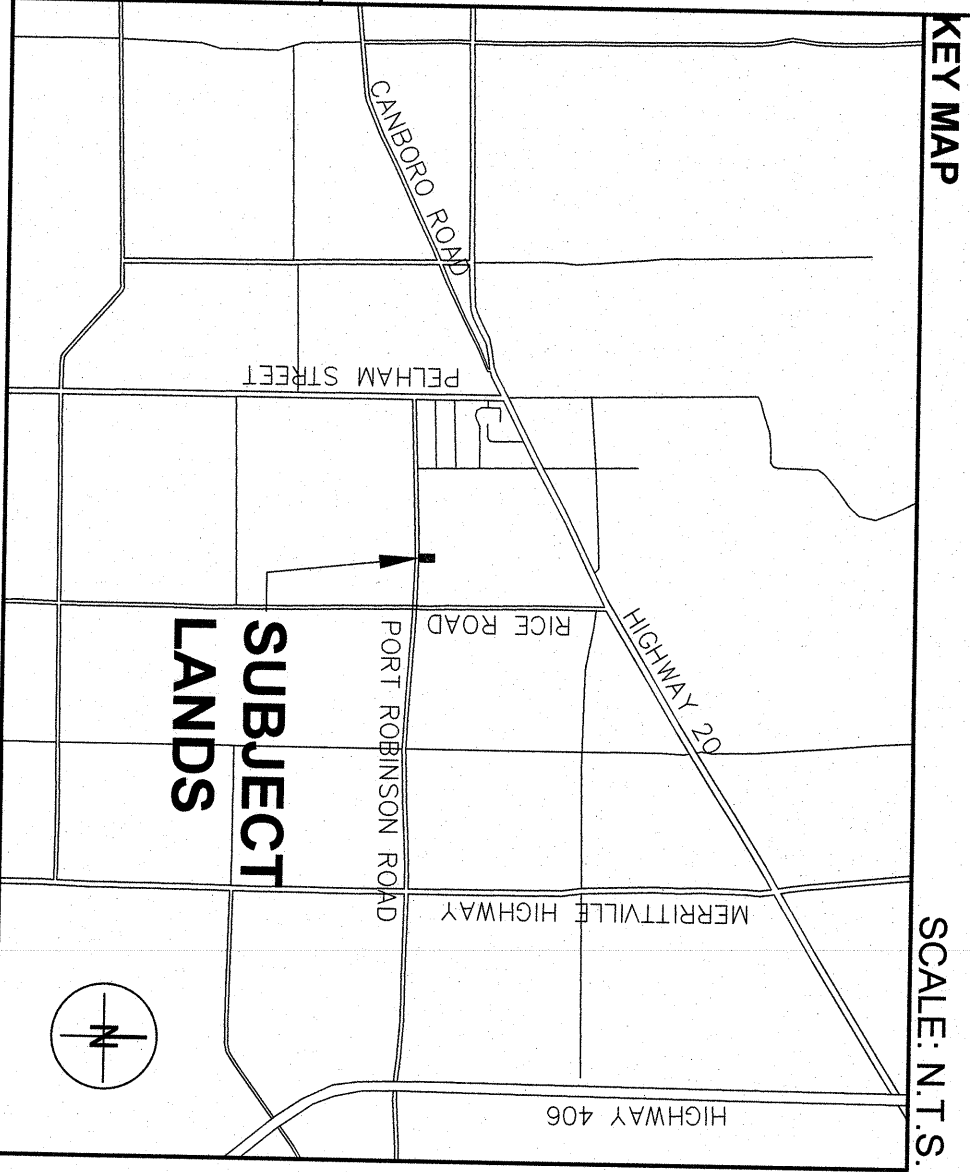 KEY MAP
SCALE: N.T.S.
CANBORO ROAD
PELHAM STREET
HIGHWAY 20
RICE ROAD
PORT ROBINSON ROAD
SUBJECT
LANDS
MERRITTVILLE HIGHWAY
HIGHWAY 406
N